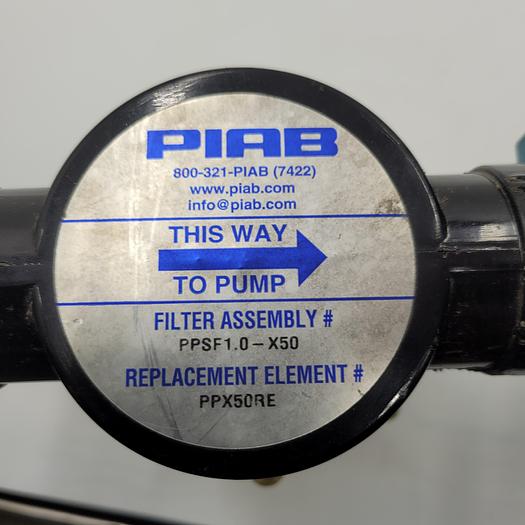 PIAB
800-321-PIAB (7422)
www.piab.com
info@piab.com
THIS WAY
TO PUMP
FILTER ASSEMBLY #
PPSF1.0-X50
REPLACEMENT ELEMENT #
PPX50RE